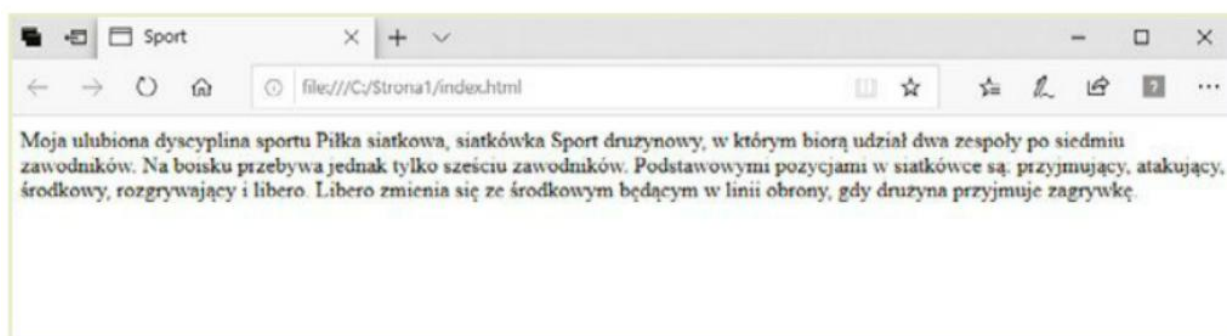 Sport
file:///C:/Strona1/index.html
?
Moja ulubiona dyscyplina sportu Piłka siatkowa, siatkówka Sport drużynowy, w którym biorą udział dwa zespoły po siedmiu
zawodników. Na boisku przebywa jednak tylko sześciu zawodników. Podstawowymi pozycjami w siatkówce są: przyjmujący, atakujący,
środkowy, rozgrywający i libero. Libero zmienia się ze środkowym będącym w linii obrony, gdy drużyna przyjmuje zagrywkę.